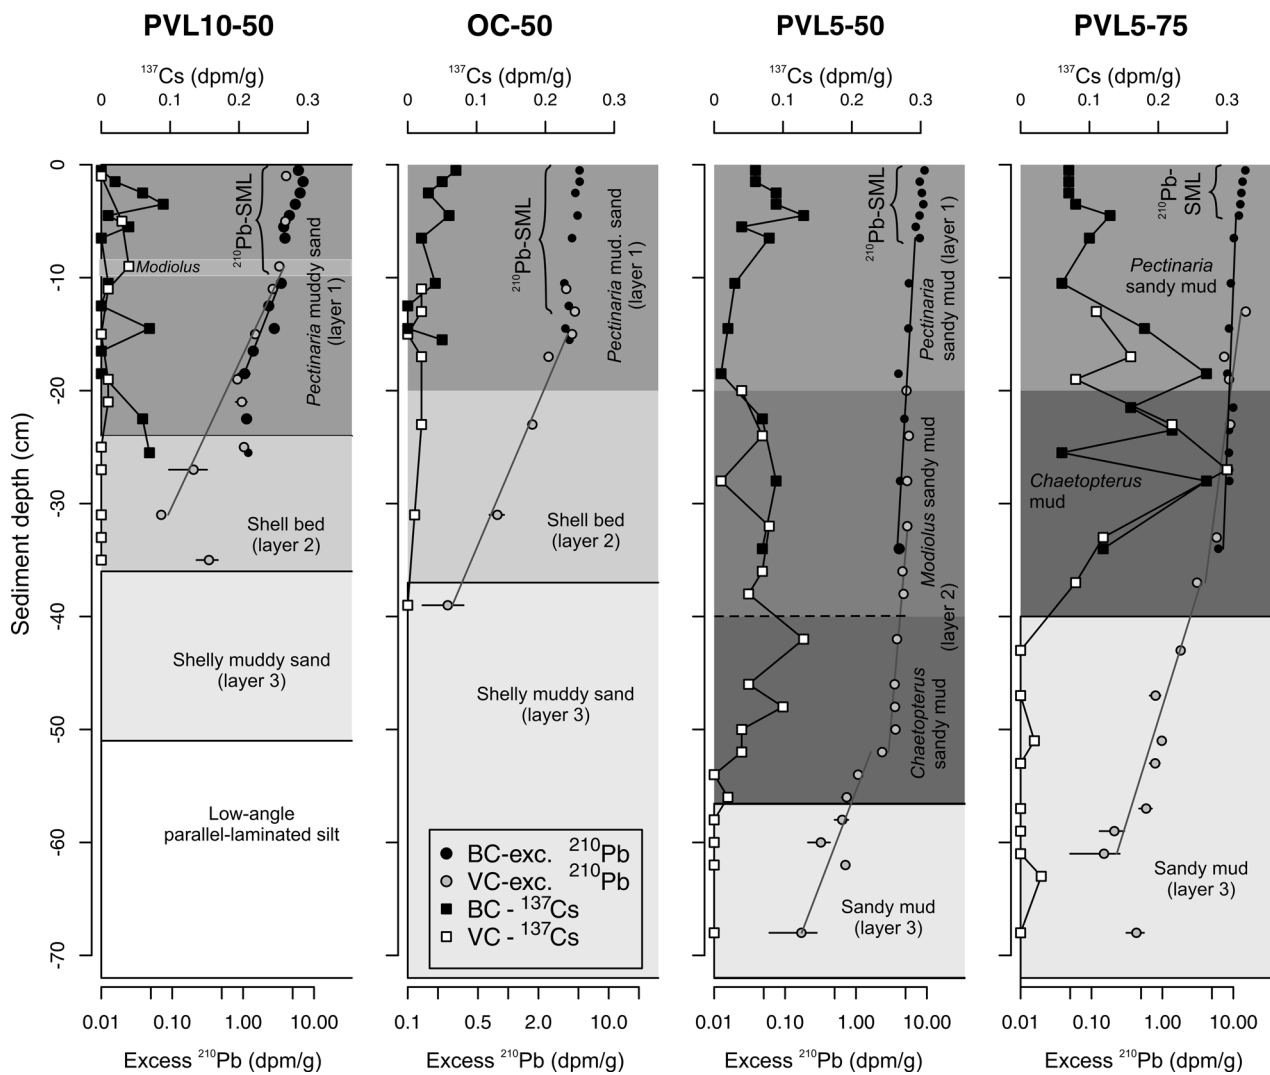 PVL10-50 OC-50 PVL5-50 PVL5-75
137Cs (dpm/g) 137Cs (dpm/g) 137Cs (dpm/g) 137Cs (dpm/g)
0 0.1 0.2 0.3 0 0.1 0.2 0.3 0 0.1 0.2 0.3 0 0.1 0.2 0.3
Sediment depth (cm)
0
-10
-20
-30
-40
-50
-60
-70
210Pb-SML
Modiolus
Pectinaria muddy sand
(layer 1)
Shell bed
(layer 2)
Shelly muddy sand
(layer 3)
Low-angle
parallel-laminated silt
210Pb-SML
Pectinaria mud. sand
(layer 1)
Shell bed
(layer 2)
Shelly muddy sand
(layer 3)
BC-exc. 210Pb
VC-exc. 210Pb
BC - 137Cs
VC - 137Cs
210Pb-SML
Pectinaria
sandy mud (layer 1)
Modiolus sandy mud
(layer 2)
Chaetopterus
sandy mud
Sandy mud
(layer 3)
210Pb-
SML
Pectinaria
sandy mud
Chaetopterus
mud
Sandy mud
(layer 3)
0.01 0.10 1.00 10.00 0.1 0.5 2.0 10.0 0.01 0.10 1.00 10.00 0.01 0.10 1.00 10.00
Excess 210Pb (dpm/g) Excess 210Pb (dpm/g) Excess 210Pb (dpm/g) Excess 210Pb (dpm/g)